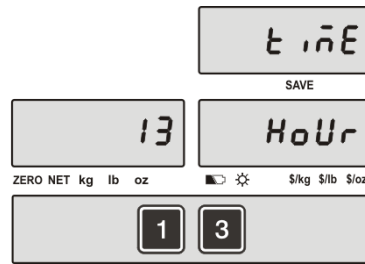 timE
SAVE
13 HoUr
ZERO NET kg lb oz $/kg $/lb $/oz
1 3